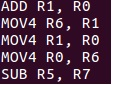 ADD R1, R0
MOV4 R6, R1
MOV4 R1, R0
MOV4 R0, R6
SUB R5, R7